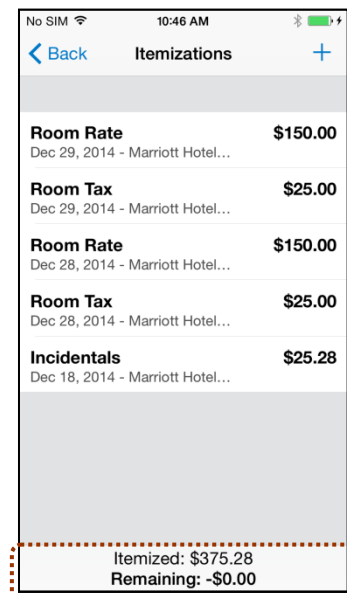 No SIM 10:46 AM
Back Itemizations +
Room Rate $150.00
Dec 29, 2014 - Marriott Hotel...
Room Tax $25.00
Dec 29, 2014 - Marriott Hotel...
Room Rate $150.00
Dec 28, 2014 - Marriott Hotel...
Room Tax $25.00
Dec 28, 2014 - Marriott Hotel...
Incidentals $25.28
Dec 18, 2014 - Marriott Hotel...
Itemized: $375.28
Remaining: -$0.00